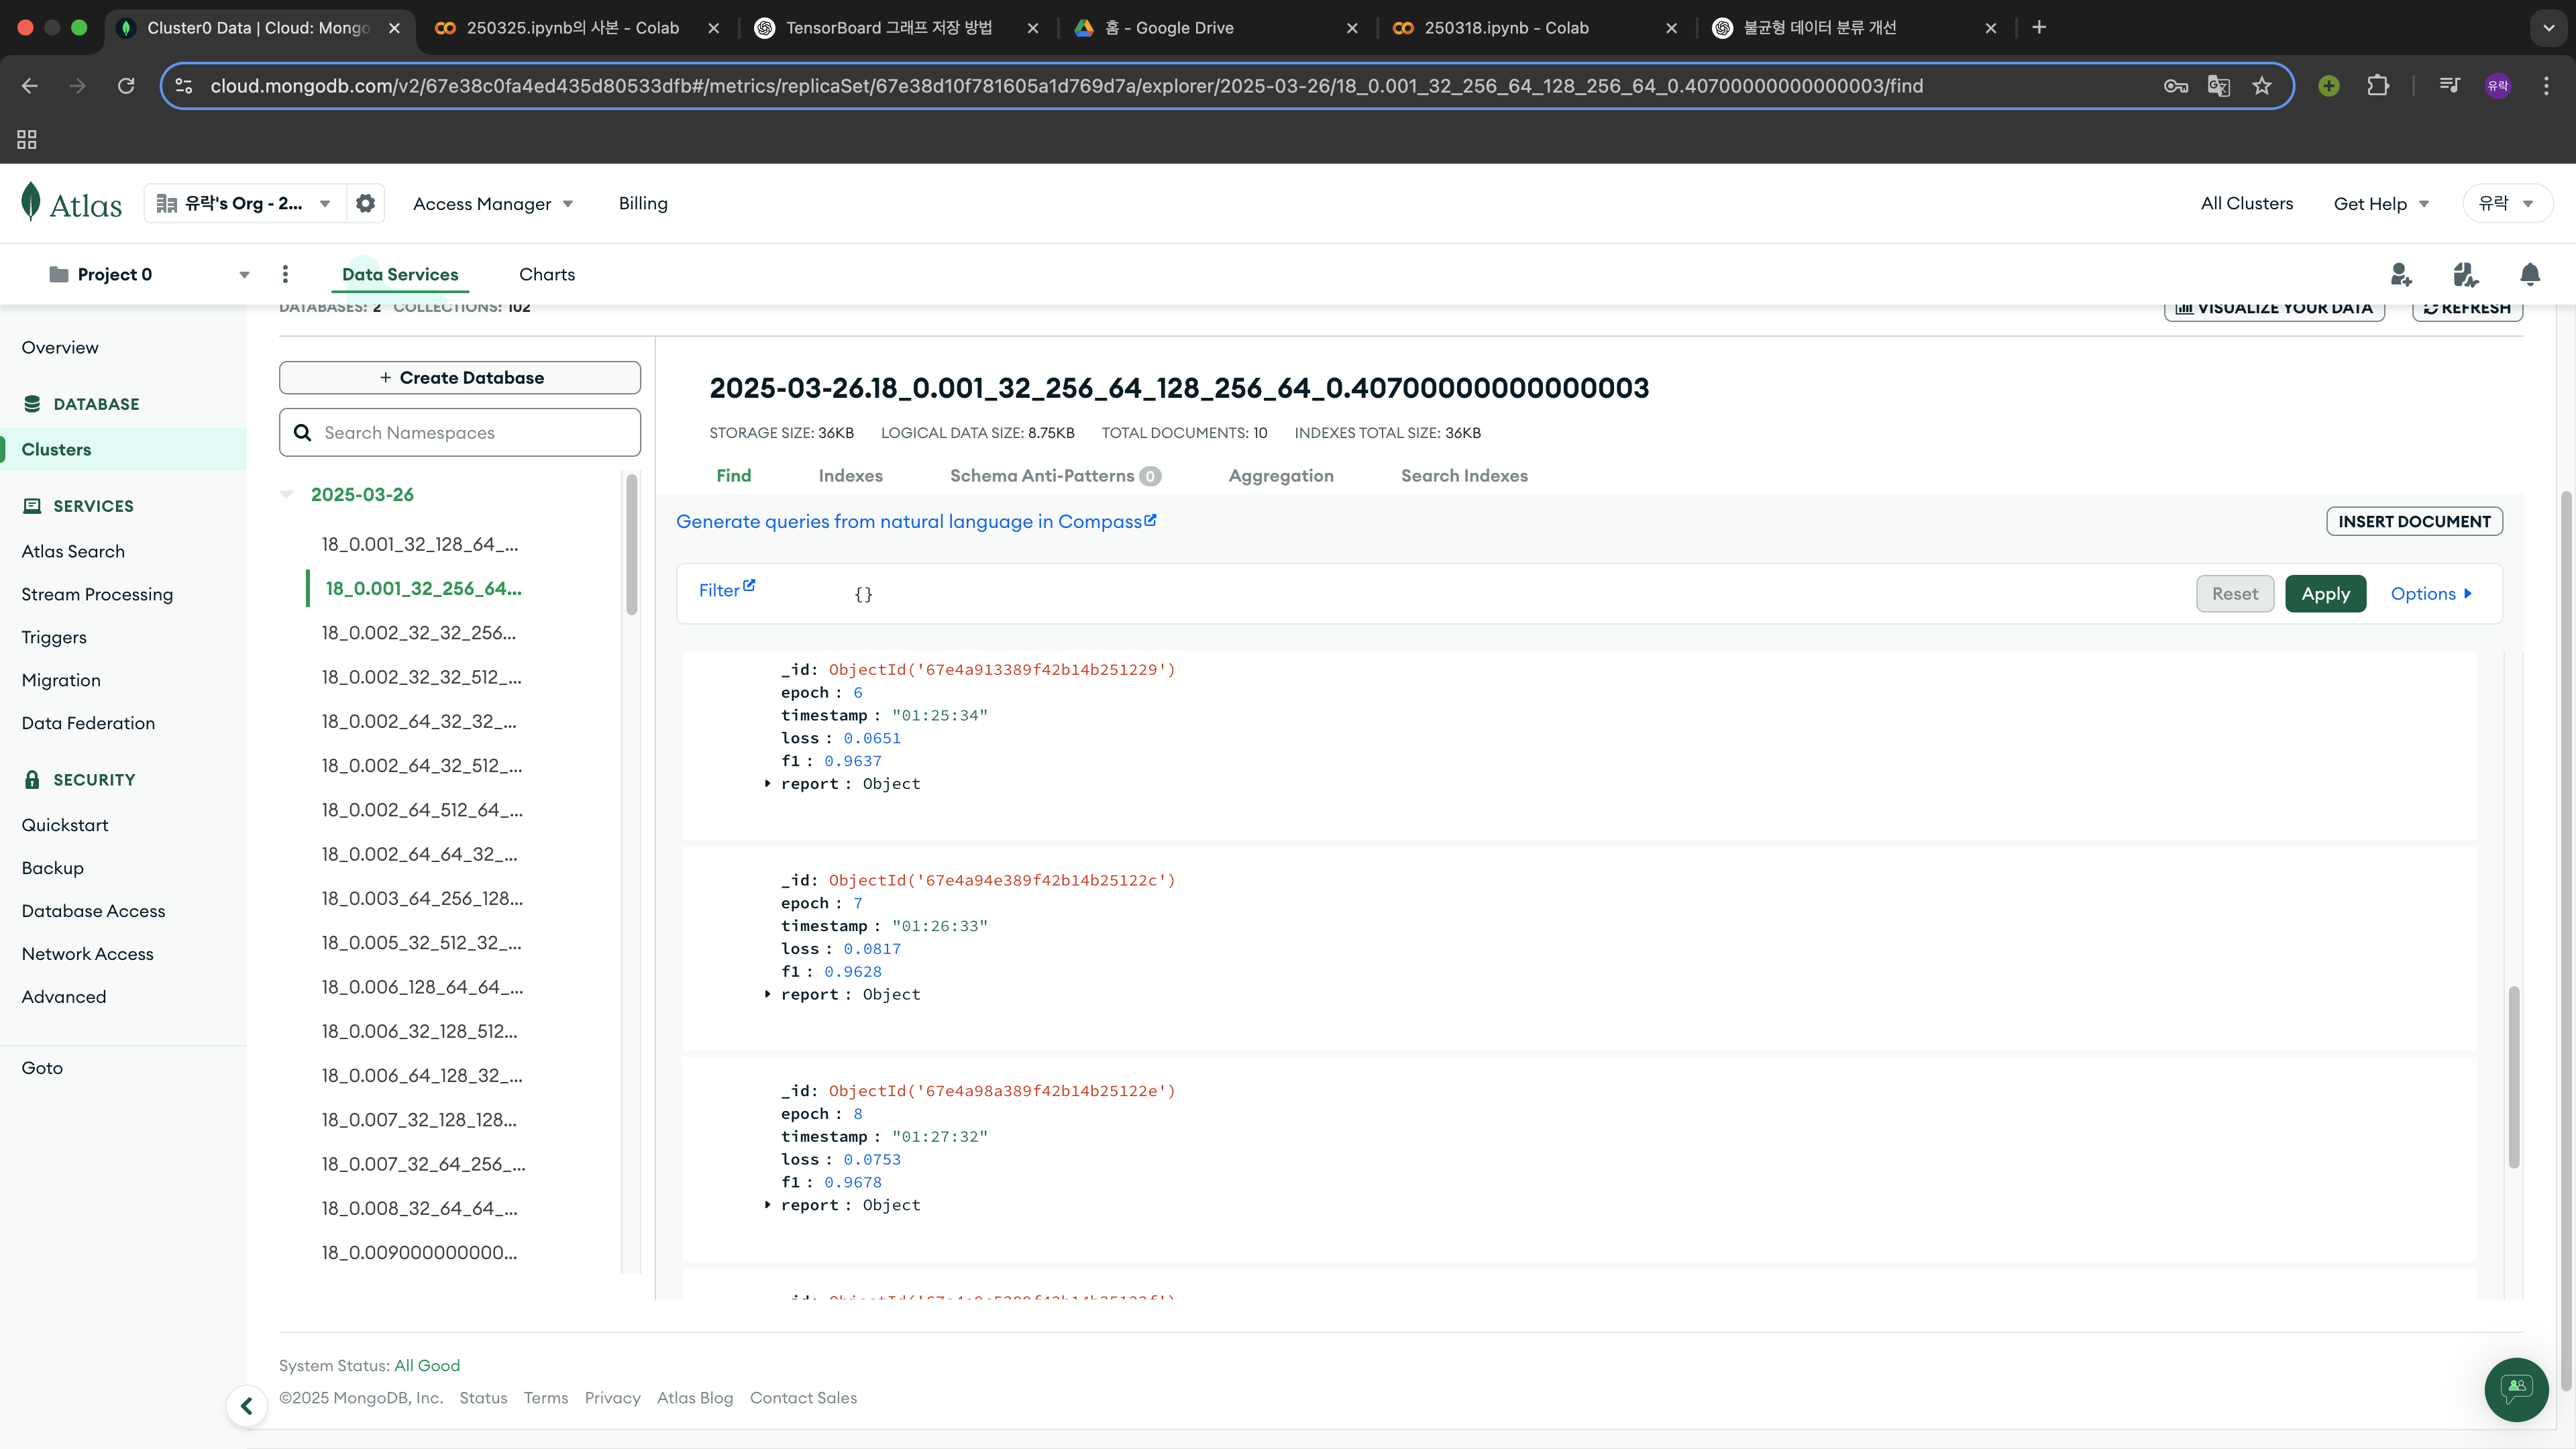 Cluster0 Data | Cloud: Mongo
250325.ipynb의 사본 - Colab
TensorBoard 그래프 저장 방법
홈 - Google Drive
250318.ipynb - Colab
불균형 데이터 분류 개선
cloud.mongodb.com/v2/67e38c0fa4ed435d80533dfb#/metrics/replicaSet/67e38d10f781605a1d769d7a/explorer/2025-03-26/18_0.001_32_256_64_128_256_64_0.40700000000000003/find
유락
Atlas
유락's Org - 2...
Access Manager
Billing
All Clusters
Get Help
유락
Project 0
Data Services
Charts
DATABASES: 2 COLLECTIONS: 102
VISUALIZE YOUR DATA
REFRESH
Overview
DATABASE
Clusters
SERVICES
Atlas Search
Stream Processing
Triggers
Migration
Data Federation
SECURITY
Quickstart
Backup
Database Access
Network Access
Advanced
Goto
+ Create Database
Search Namespaces
2025-03-26
18_0.001_32_128_64_...
18_0.001_32_256_64...
18_0.002_32_32_256...
18_0.002_32_32_512_...
18_0.002_64_32_32_...
18_0.002_64_32_512_...
18_0.002_64_512_64_...
18_0.002_64_64_32_...
18_0.003_64_256_128...
18_0.005_32_512_32_...
18_0.006_128_64_64_...
18_0.006_32_128_512...
18_0.006_64_128_32_...
18_0.007_32_128_128...
18_0.007_32_64_256_...
18_0.008_32_64_64_...
18_0.009000000000...
2025-03-26.18_0.001_32_256_64_128_256_64_0.40700000000000003
STORAGE SIZE: 36KB LOGICAL DATA SIZE: 8.75KB TOTAL DOCUMENTS: 10 INDEXES TOTAL SIZE: 36KB
Find Indexes Schema Anti-Patterns 0 Aggregation Search Indexes
Generate queries from natural language in Compass
INSERT DOCUMENT
Filter
{}
Reset
Apply
Options
_id: ObjectId('67e4a913389f42b14b251229')
epoch : 6
timestamp : "01:25:34"
loss : 0.0651
f1 : 0.9637
report : Object
_id: ObjectId('67e4a94e389f42b14b25122c')
epoch : 7
timestamp : "01:26:33"
loss : 0.0817
f1 : 0.9628
report : Object
_id: ObjectId('67e4a98a389f42b14b25122e')
epoch : 8
timestamp : "01:27:32"
loss : 0.0753
f1 : 0.9678
report : Object
System Status: All Good
©2025 MongoDB, Inc. Status Terms Privacy Atlas Blog Contact Sales